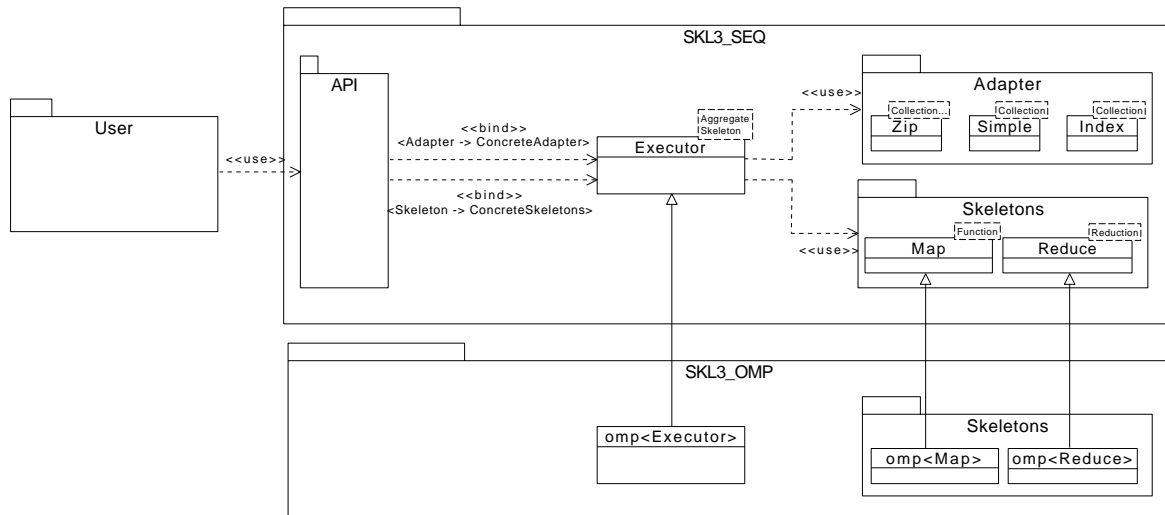 SKL3_SEQ
User
<<use>>
API
<<bind>>
<Adapter -> ConcreteAdapter>
<<bind>>
<Skeleton -> ConcreteSkeletons>
Aggregate
Skeleton
Executor
<<use>>
Adapter
Collection...
Zip
Collection
Simple
Collection
Index
<<use>>
Skeletons
Function
Map
Reduction
Reduce
SKL3_OMP
omp<Executor>
Skeletons
omp<Map>
omp<Reduce>